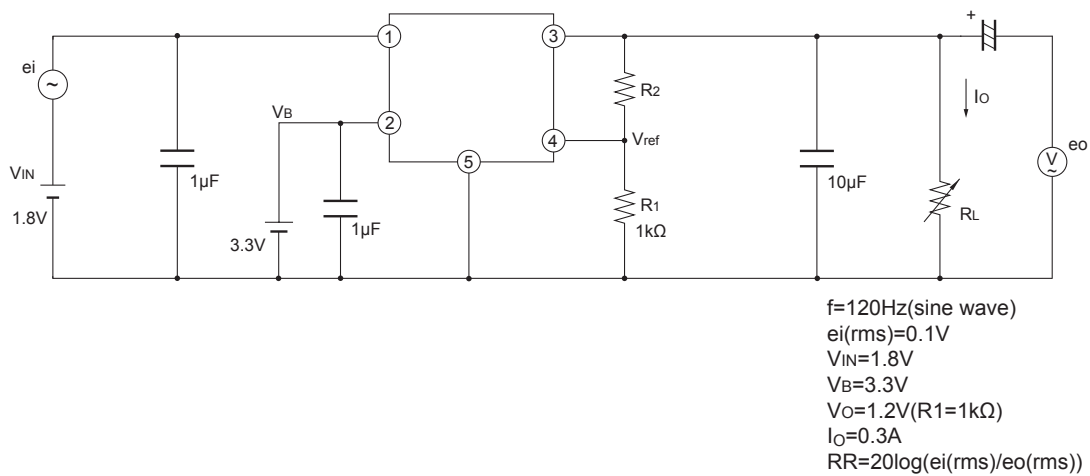 1
3
+
ei
~
R2
IO
VB
2
Vref
4
eo
V
~
5
VIN
1μF
R1
10μF
RL
1.8V
1μF
1kΩ
3.3V
f=120Hz(sine wave)
ei(rms)=0.1V
VIN=1.8V
VB=3.3V
VO=1.2V(R1=1kΩ)
IO=0.3A
RR=20log(ei(rms)/eo(rms))